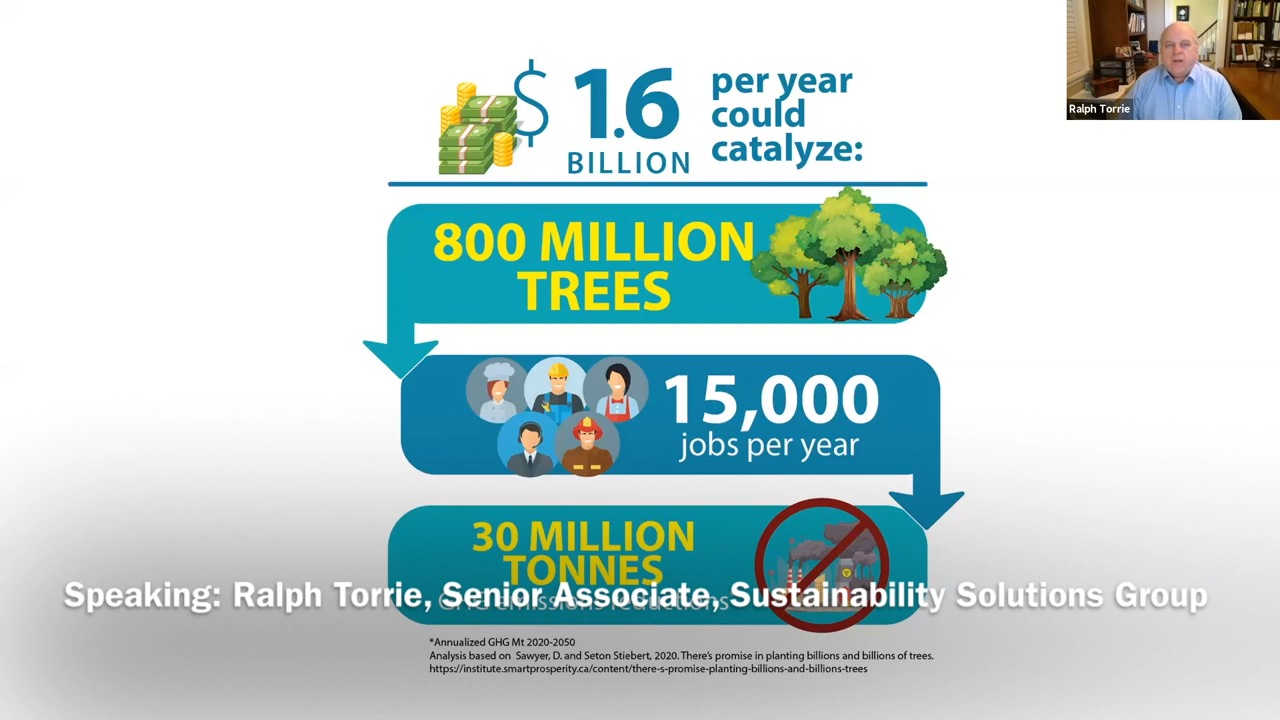 $ 1.6
BILLION
per year
could
catalyze:
Ralph Torrie
800 MILLION
TREES
15,000
jobs per year
30 MILLION
TONNES
GHG emissions reductions
Speaking: Ralph Torrie, Senior Associate, Sustainability Solutions Group
*Annualized GHG Mt 2020-2050
Analysis based on Sawyer, D. and Seton Stiebert, 2020. There's promise in planting billions and billions of trees.
https://institute.smartprosperity.ca/content/there-s-promise-planting-billions-and-billions-trees